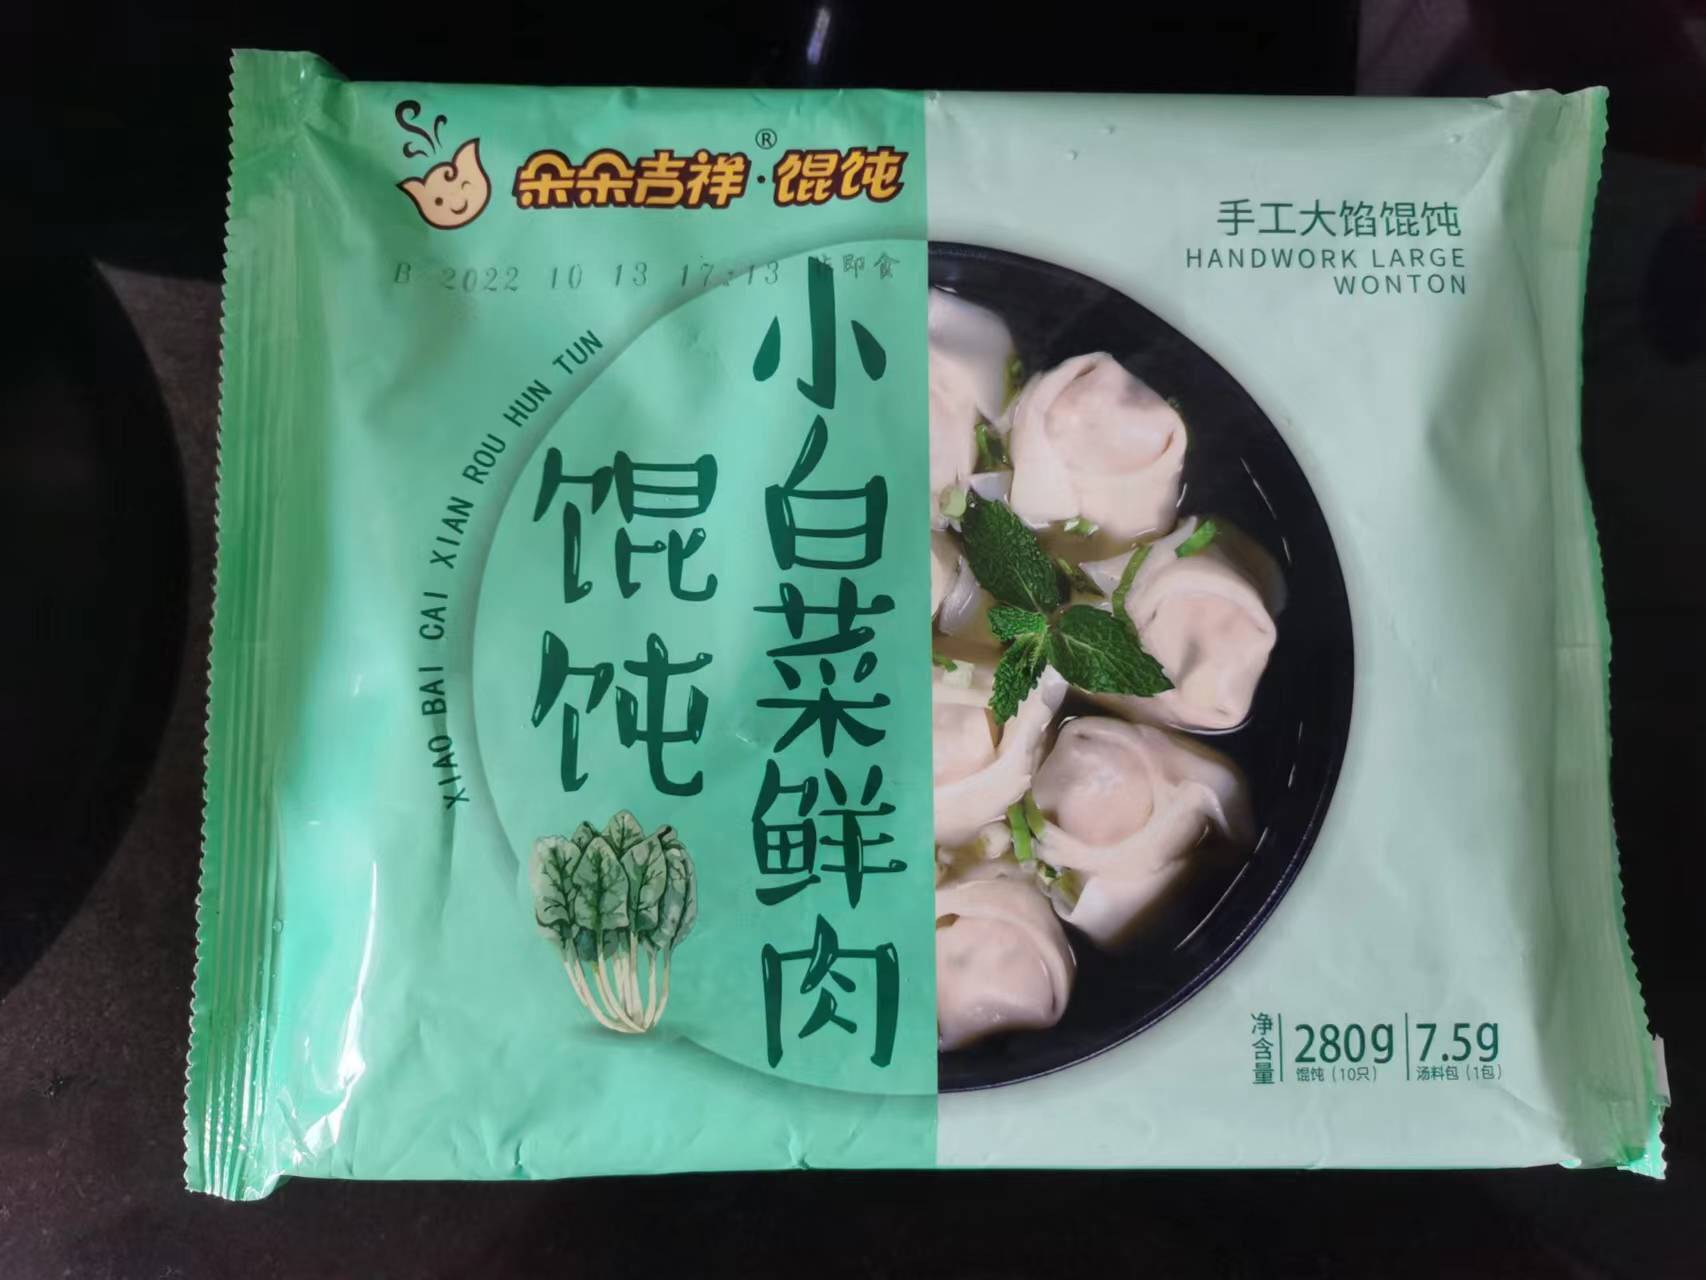 朵朵吉祥®·馄饨
B 2022 10 13 17:13 即食
手工大馅馄饨
HANDWORK LARGE
WONTON
XIAO BAI CAI XIAN ROU HUN TUN
小白菜鲜肉
馄饨
净含量
280g
馄饨(10只)
7.5g
汤料包(1包)